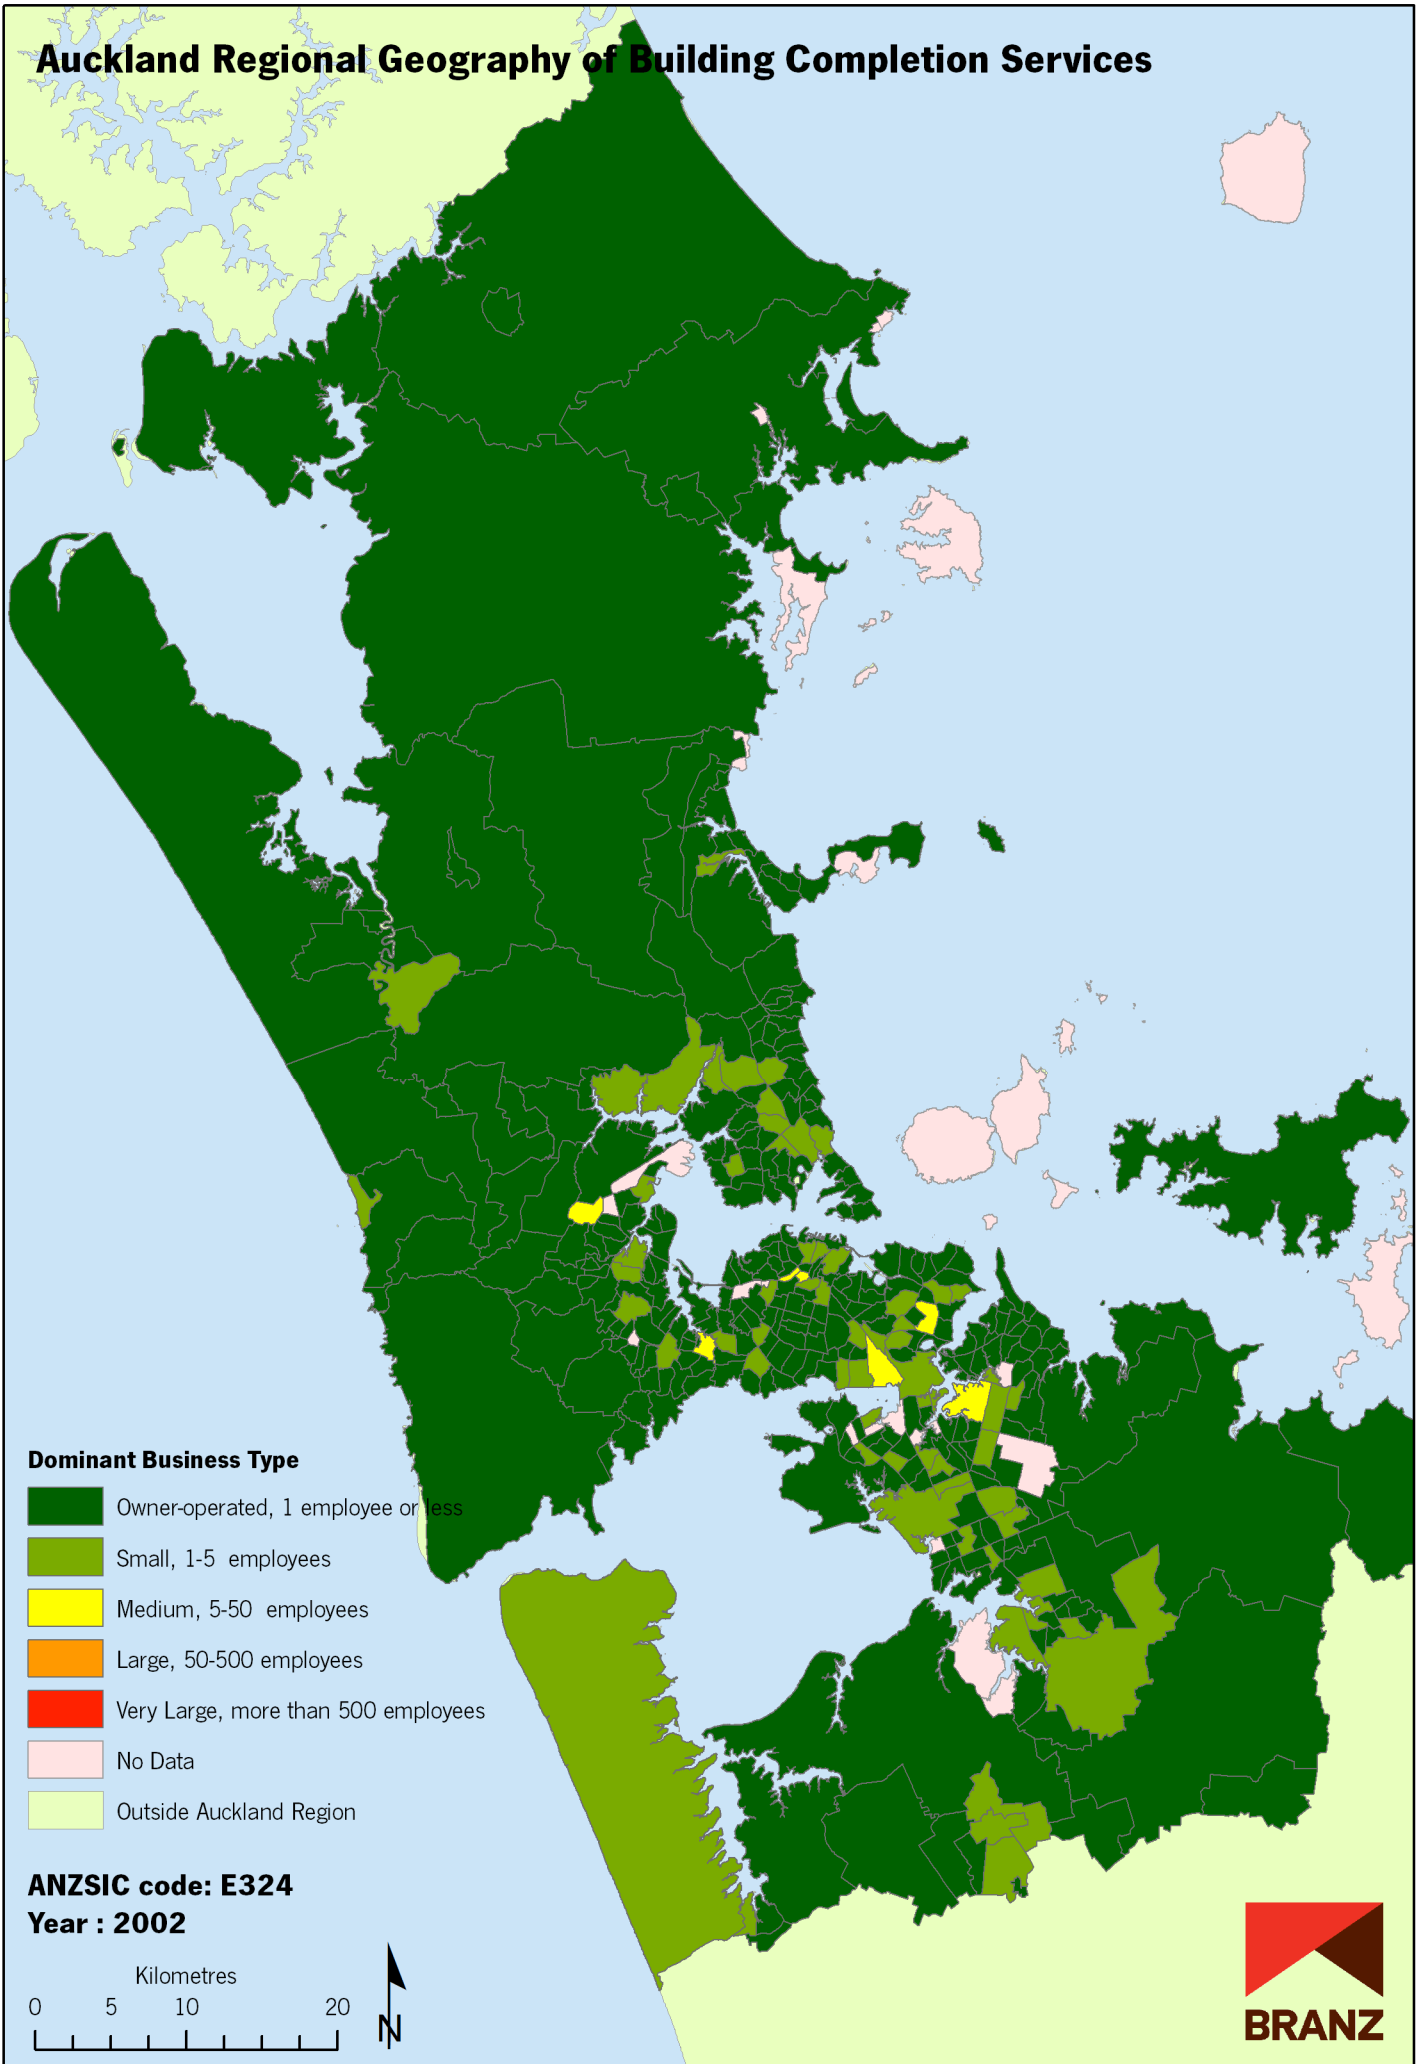 Auckland Regional Geography of Building Completion Services
Dominant Business Type
Owner-operated, 1 employee or less
Small, 1-5 employees
Medium, 5-50 employees
Large, 50-500 employees
Very Large, more than 500 employees
No Data
Outside Auckland Region
ANZSIC code: E324
Year : 2002
Kilometres
0 5 10 20
N
BRANZ